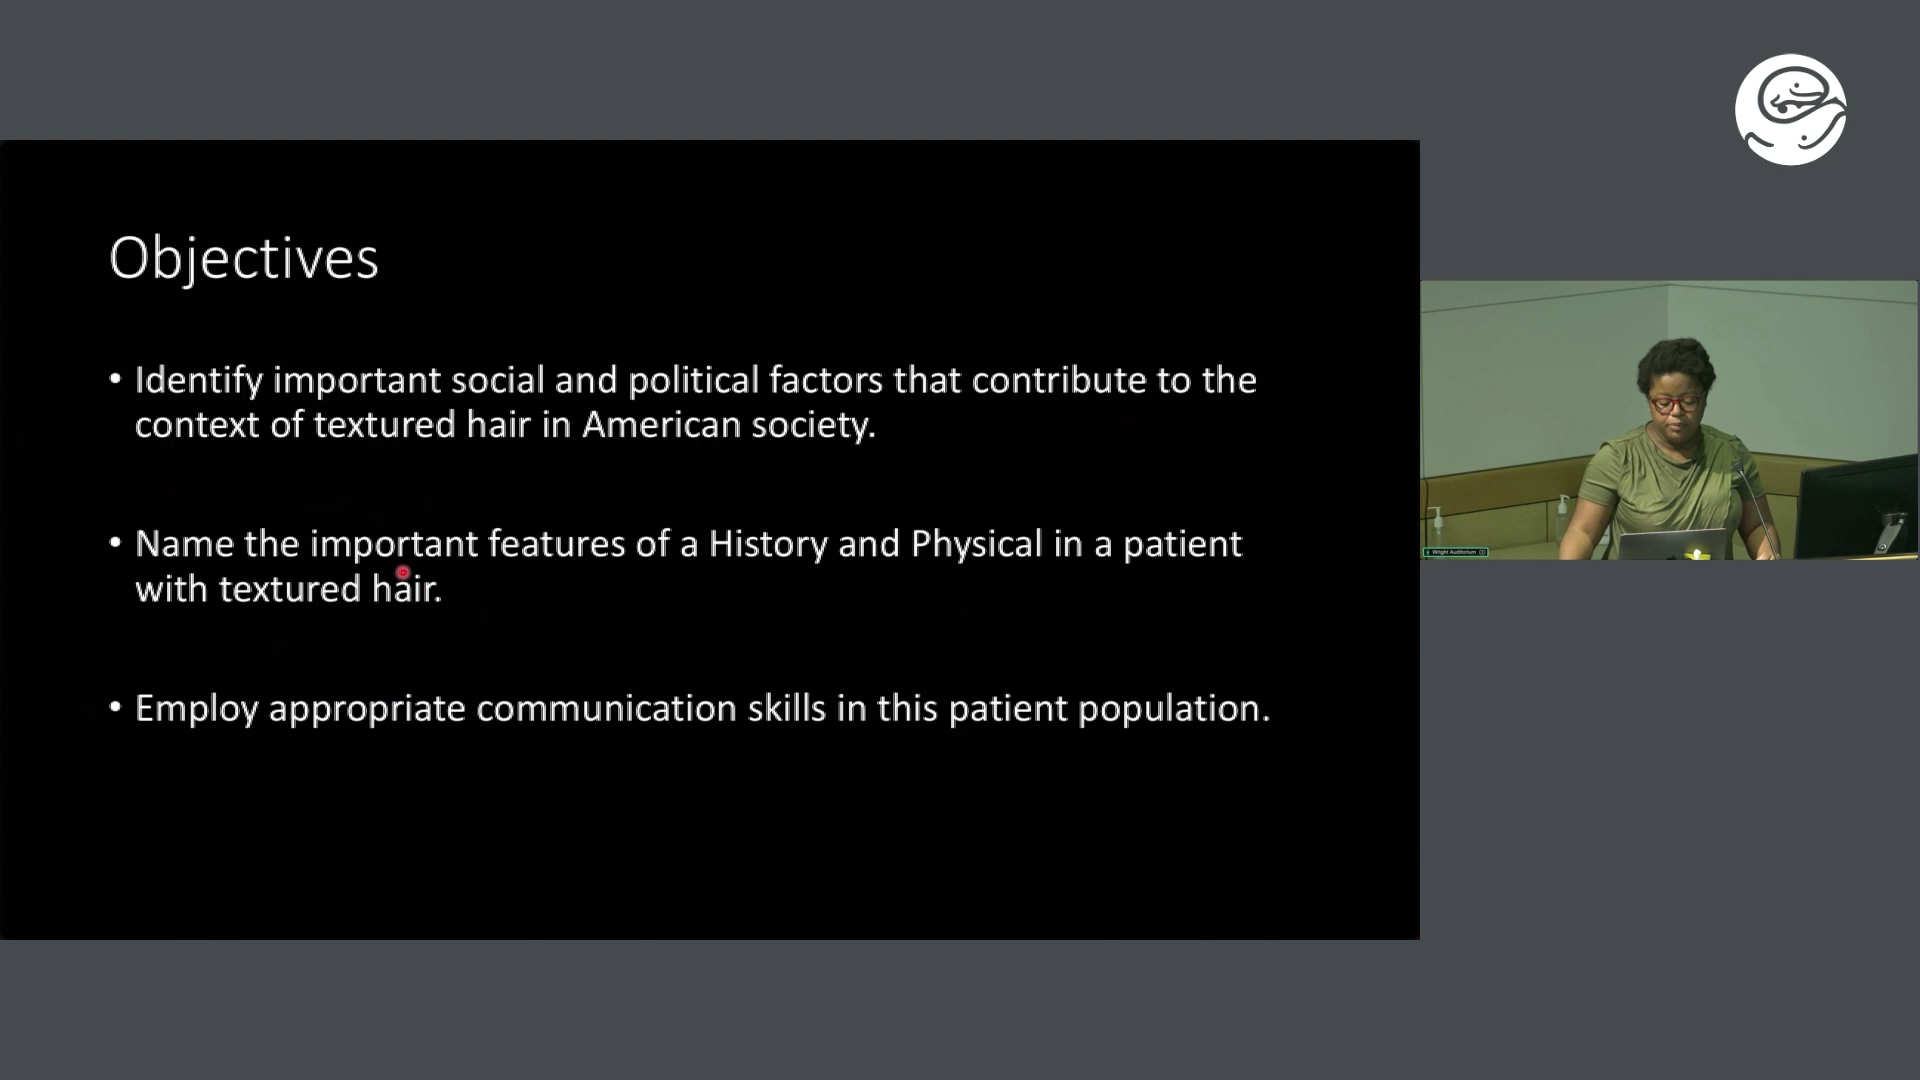 Objectives
• Identify important social and political factors that contribute to the
context of textured hair in American society.
• Name the important features of a History and Physical in a patient
with textured hair.
• Employ appropriate communication skills in this patient population.
Wright Auditorium